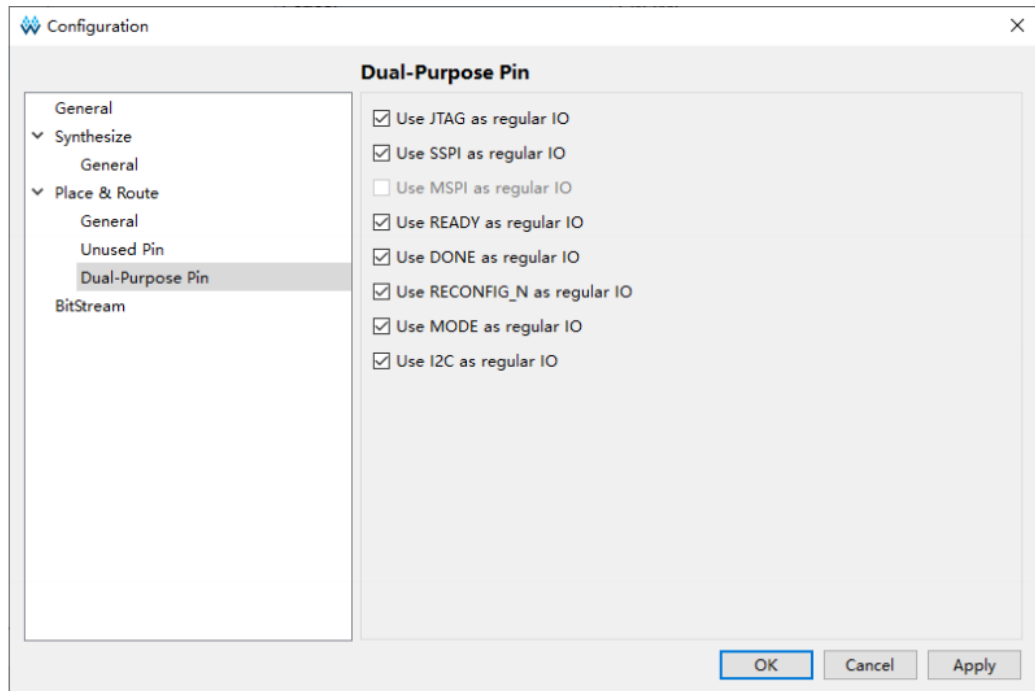 Configuration
Dual-Purpose Pin
General
Synthesize
General
Place & Route
General
Unused Pin
Dual-Purpose Pin
BitStream
Use JTAG as regular IO
Use SSPI as regular IO
Use MSPI as regular IO
Use READY as regular IO
Use DONE as regular IO
Use RECONFIG_N as regular IO
Use MODE as regular IO
Use I2C as regular IO
OK Cancel Apply